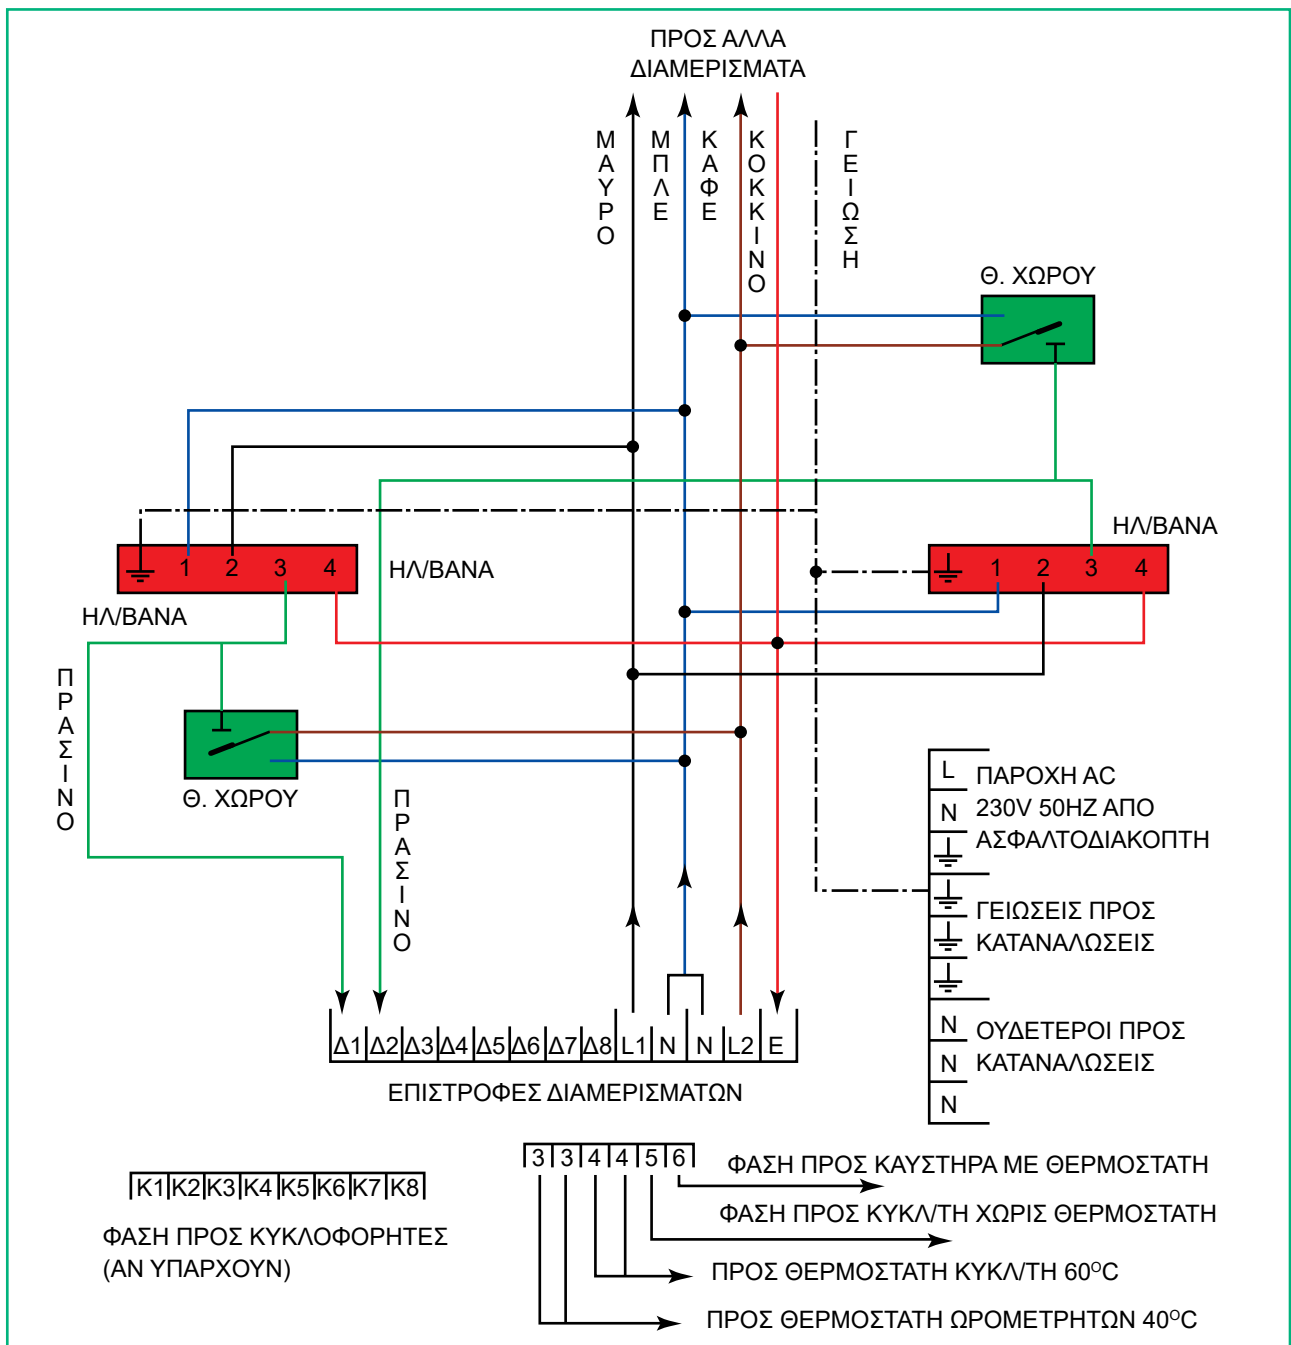 ΠΡΟΣ ΑΛΛΑ
ΔΙΑΜΕΡΙΣΜΑΤΑ
ΜΑΥΡΟ
ΜΠΛΕ
ΚΑΦΕ
ΚΟΚΚΙΝΟ
ΓΕΙΩΣΗ
Θ. ΧΩΡΟΥ
ΗΛ/ΒΑΝΑ
1 2 3 4
ΗΛ/ΒΑΝΑ
1 2 3 4
ΗΛ/ΒΑΝΑ
ΠΡΑΣΙΝΟ
Θ. ΧΩΡΟΥ
ΠΡΑΣΙΝΟ
L
N
ΠΑΡΟΧΗ AC
230V 50HZ ΑΠΟ
ΑΣΦΑΛΤΟΔΙΑΚΟΠΤΗ
ΓΕΙΩΣΕΙΣ ΠΡΟΣ
ΚΑΤΑΝΑΛΩΣΕΙΣ
N
N
N
ΟΥΔΕΤΕΡΟΙ ΠΡΟΣ
ΚΑΤΑΝΑΛΩΣΕΙΣ
Δ1 Δ2 Δ3 Δ4 Δ5 Δ6 Δ7 Δ8 L1 N N L2 E
ΕΠΙΣΤΡΟΦΕΣ ΔΙΑΜΕΡΙΣΜΑΤΩΝ
K1 K2 K3 K4 K5 K6 K7 K8
ΦΑΣΗ ΠΡΟΣ ΚΥΚΛΟΦΟΡΗΤΕΣ
(ΑΝ ΥΠΑΡΧΟΥΝ)
3 3 4 4 5 6
ΦΑΣΗ ΠΡΟΣ ΚΑΥΣΤΗΡΑ ΜΕ ΘΕΡΜΟΣΤΑΤΗ
ΦΑΣΗ ΠΡΟΣ ΚΥΚΛ/ΤΗ ΧΩΡΙΣ ΘΕΡΜΟΣΤΑΤΗ
ΠΡΟΣ ΘΕΡΜΟΣΤΑΤΗ ΚΥΚΛ/ΤΗ 60°C
ΠΡΟΣ ΘΕΡΜΟΣΤΑΤΗ ΩΡΟΜΕΤΡΗΤΩΝ 40°C